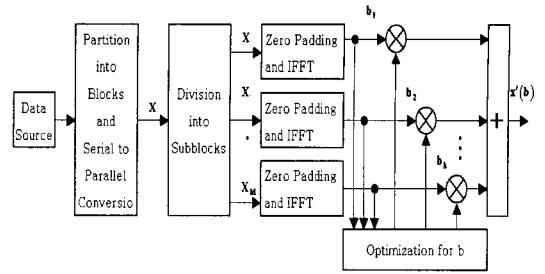 Data
Source
Partition
into
Blocks
and
Serial to
Parallel
Conversio
X
Division
into
Subblocks
X
Zero Padding
and IFFT
X
Zero Padding
and IFFT
X_M
Zero Padding
and IFFT
b_1
b_2
x'(b)
+
Optimization for b